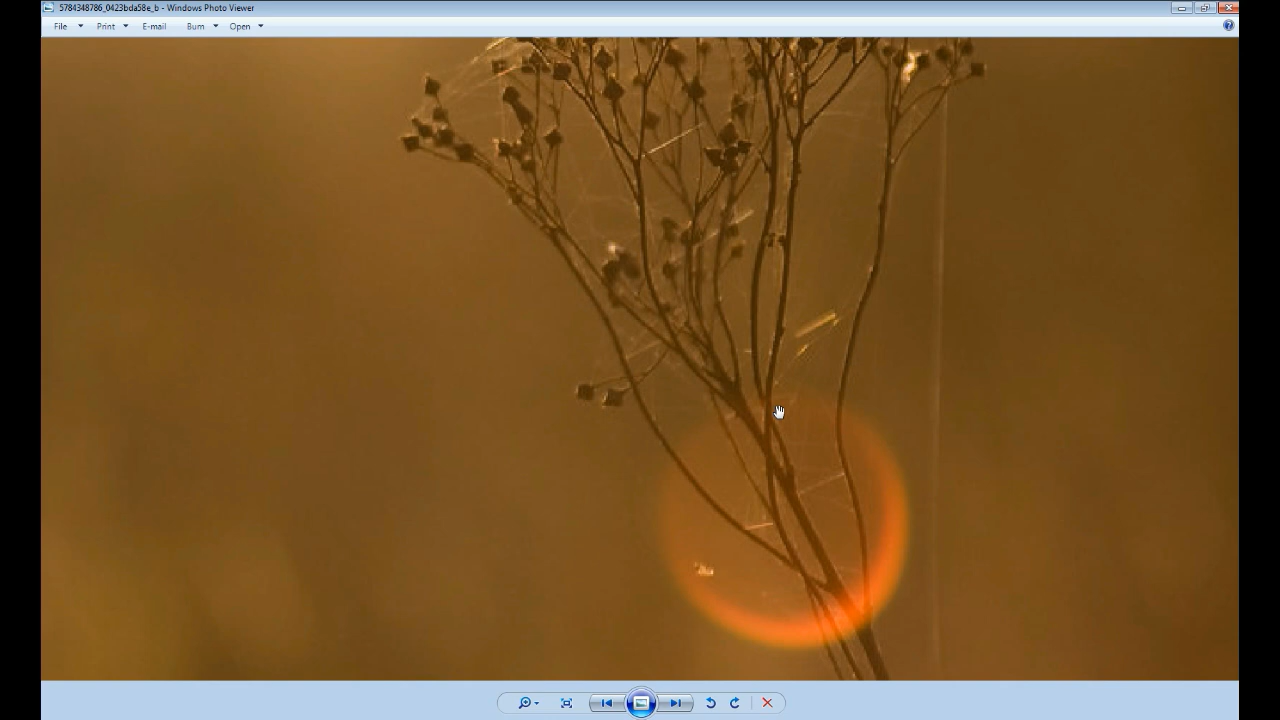 5784348786_0423bda58e_b - Windows Photo Viewer
File Print E-mail Burn Open